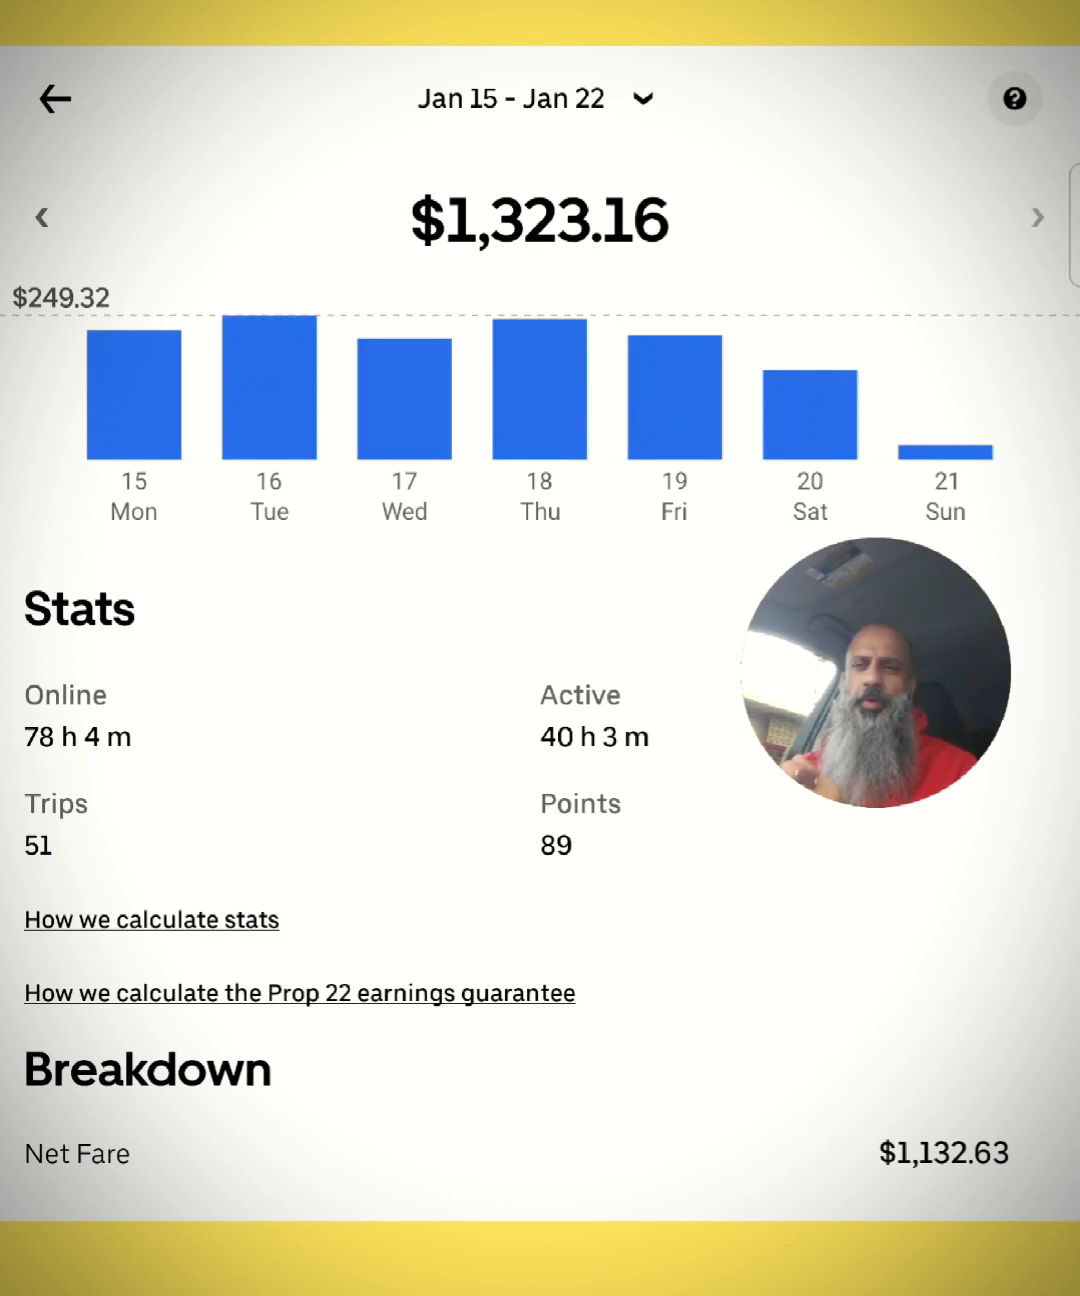 Jan 15 - Jan 22
$1,323.16
$249.32
15 16 17 18 19 20 21
Mon Tue Wed Thu Fri Sat Sun
Stats
Online Active
78 h 4 m 40 h 3 m
Trips Points
51 89
How we calculate stats
How we calculate the Prop 22 earnings guarantee
Breakdown
Net Fare $1,132.63